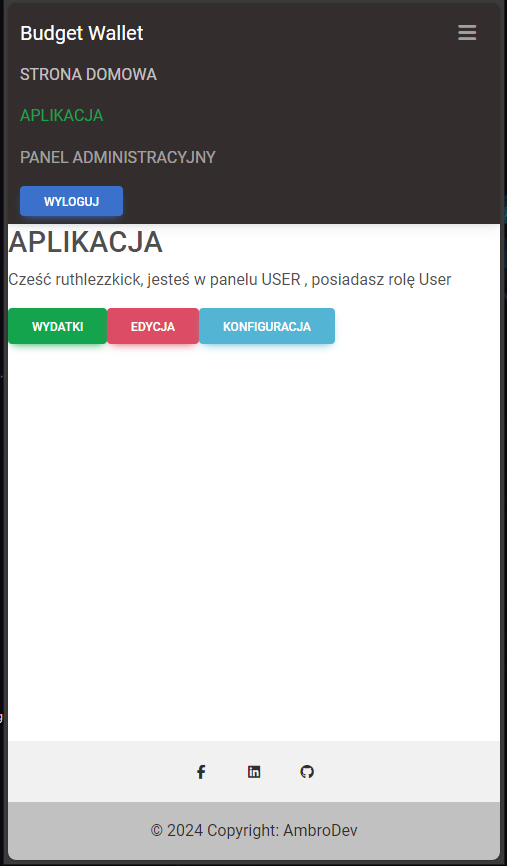 Budget Wallet
STRONA DOMOWA
APLIKACJA
PANEL ADMINISTRACYJNY
WYLOGUJ
APLIKACJA
Cześć ruthlezzkick, jesteś w panelu USER , posiadasz rolę User
WYDATKI EDYCJA KONFIGURACJA
© 2024 Copyright: AmbroDev